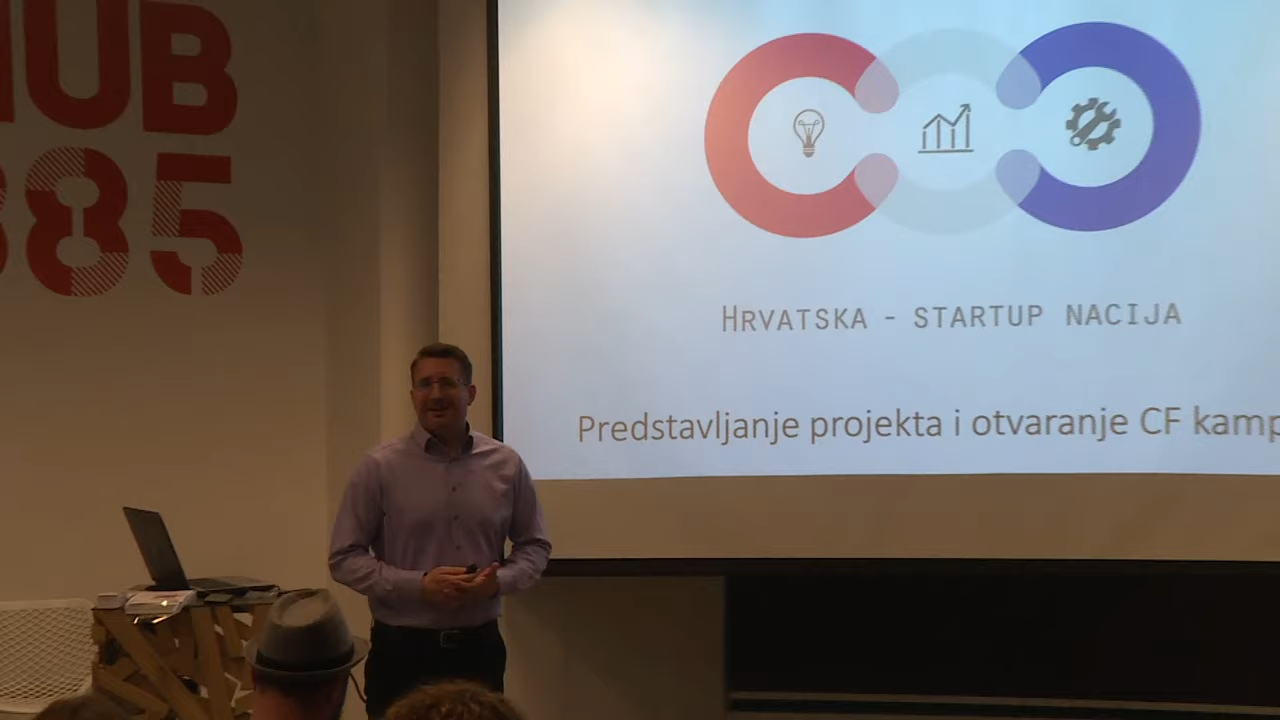 HUB
385
HRVATSKA - STARTUP NACIJA
Predstavljanje projekta i otvaranje CF kamp